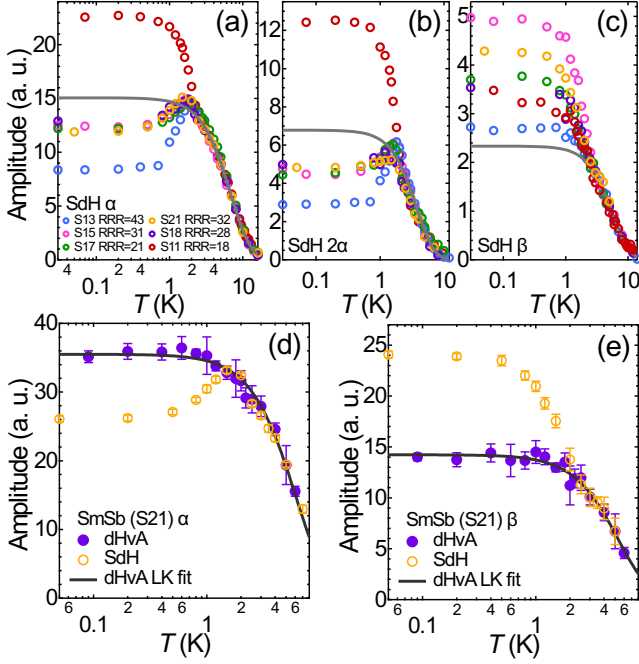 (a)
Amplitude (a. u.)
20
15
10
5
0
SdH α
S13 RRR=43
S21 RRR=32
S15 RRR=31
S18 RRR=28
S17 RRR=21
S11 RRR=18
4
0.1
2
4
1
2
4
10
T (K)
(b)
12
10
8
6
4
2
0
SdH 2α
0.1
1
10
T (K)
(c)
5
4
3
2
1
0
SdH β
0.1
1
10
T (K)
(d)
Amplitude (a. u.)
40
30
20
10
0
SmSb (S21) α
dHvA
SdH
dHvA LK fit
6
0.1
2
4
6
1
2
4
6
T (K)
(e)
Amplitude (a. u.)
25
20
15
10
5
0
SmSb (S21) β
dHvA
SdH
dHvA LK fit
6
0.1
2
4
6
1
2
4
6
T (K)